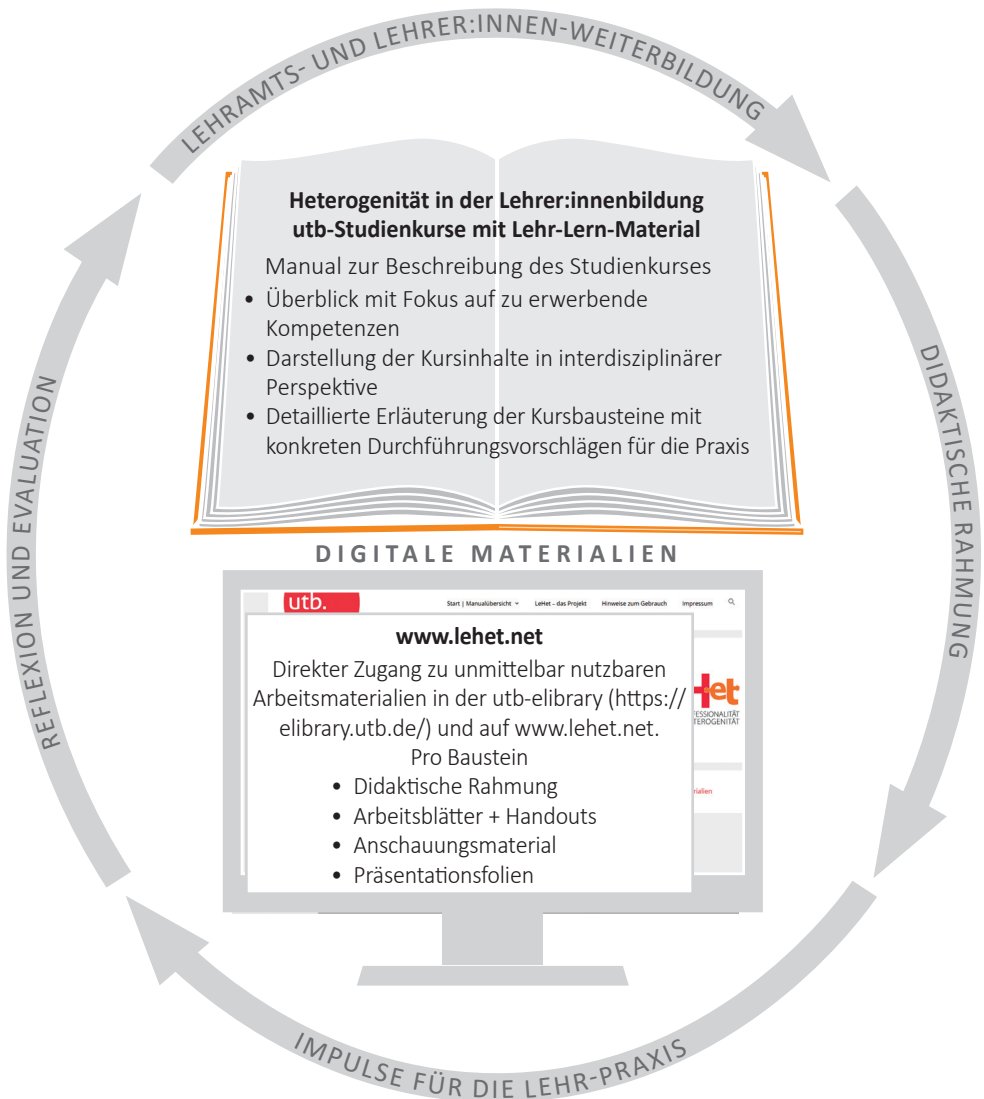 LEHRAMTS- UND LEHRER:INNEN-WEITERBILDUNG
Heterogenität in der Lehrer:innenbildung
utb-Studienkurse mit Lehr-Lern-Material
Manual zur Beschreibung des Studienkurses
• Überblick mit Fokus auf zu erwerbende
Kompetenzen
• Darstellung der Kursinhalte in interdisziplinärer
Perspektive
• Detaillierte Erläuterung der Kursbausteine mit
konkreten Durchführungsvorschlägen für die Praxis
DIDAKTISCHE RAHMUNG
REFLEXION UND EVALUATION
DIGITALE MATERIALIEN
utb.
Start | Manualübersicht
LeHet – das Projekt
Hinweise zum Gebrauch
Impressum
www.lehet.net
Direkter Zugang zu unmittelbar nutzbaren
Arbeitsmaterialien in der utb-elibrary (https://
elibrary.utb.de/) und auf www.lehet.net.
Pro Baustein
• Didaktische Rahmung
• Arbeitsblätter + Handouts
• Anschauungsmaterial
• Präsentationsfolien
et
FESSIONALITÄT
TEROGENITÄT
rialien
IMPULSE FÜR DIE LEHR-PRAXIS